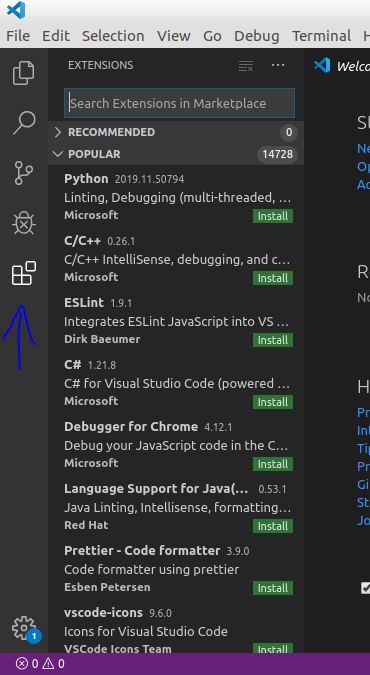 File Edit Selection View Go Debug Terminal H
EXTENSIONS
Welco
Search Extensions in Marketplace
RECOMMENDED 0
POPULAR 14728
Python 2019.11.50794
Linting, Debugging (multi-threaded, ...
Microsoft Install
C/C++ 0.26.1
C/C++ IntelliSense, debugging, and c...
Microsoft Install
ESLint 1.9.1
Integrates ESLint JavaScript into VS ...
Dirk Baeumer Install
C# 1.21.8
C# for Visual Studio Code (powered ...
Microsoft Install
Debugger for Chrome 4.12.1
Debug your JavaScript code in the C...
Microsoft Install
Language Support for Java(... 0.53.1
Java Linting, Intellisense, formatting...
Red Hat Install
Prettier - Code formatter 3.9.0
Code formatter using prettier
Esben Petersen Install
vscode-icons 9.6.0
Icons for Visual Studio Code
VSCode Icons Team Install
St
Ne
Op
Ad
R
No
H
Pr
Int
Tip
Pr
Gi
St
Jo
1
0 0